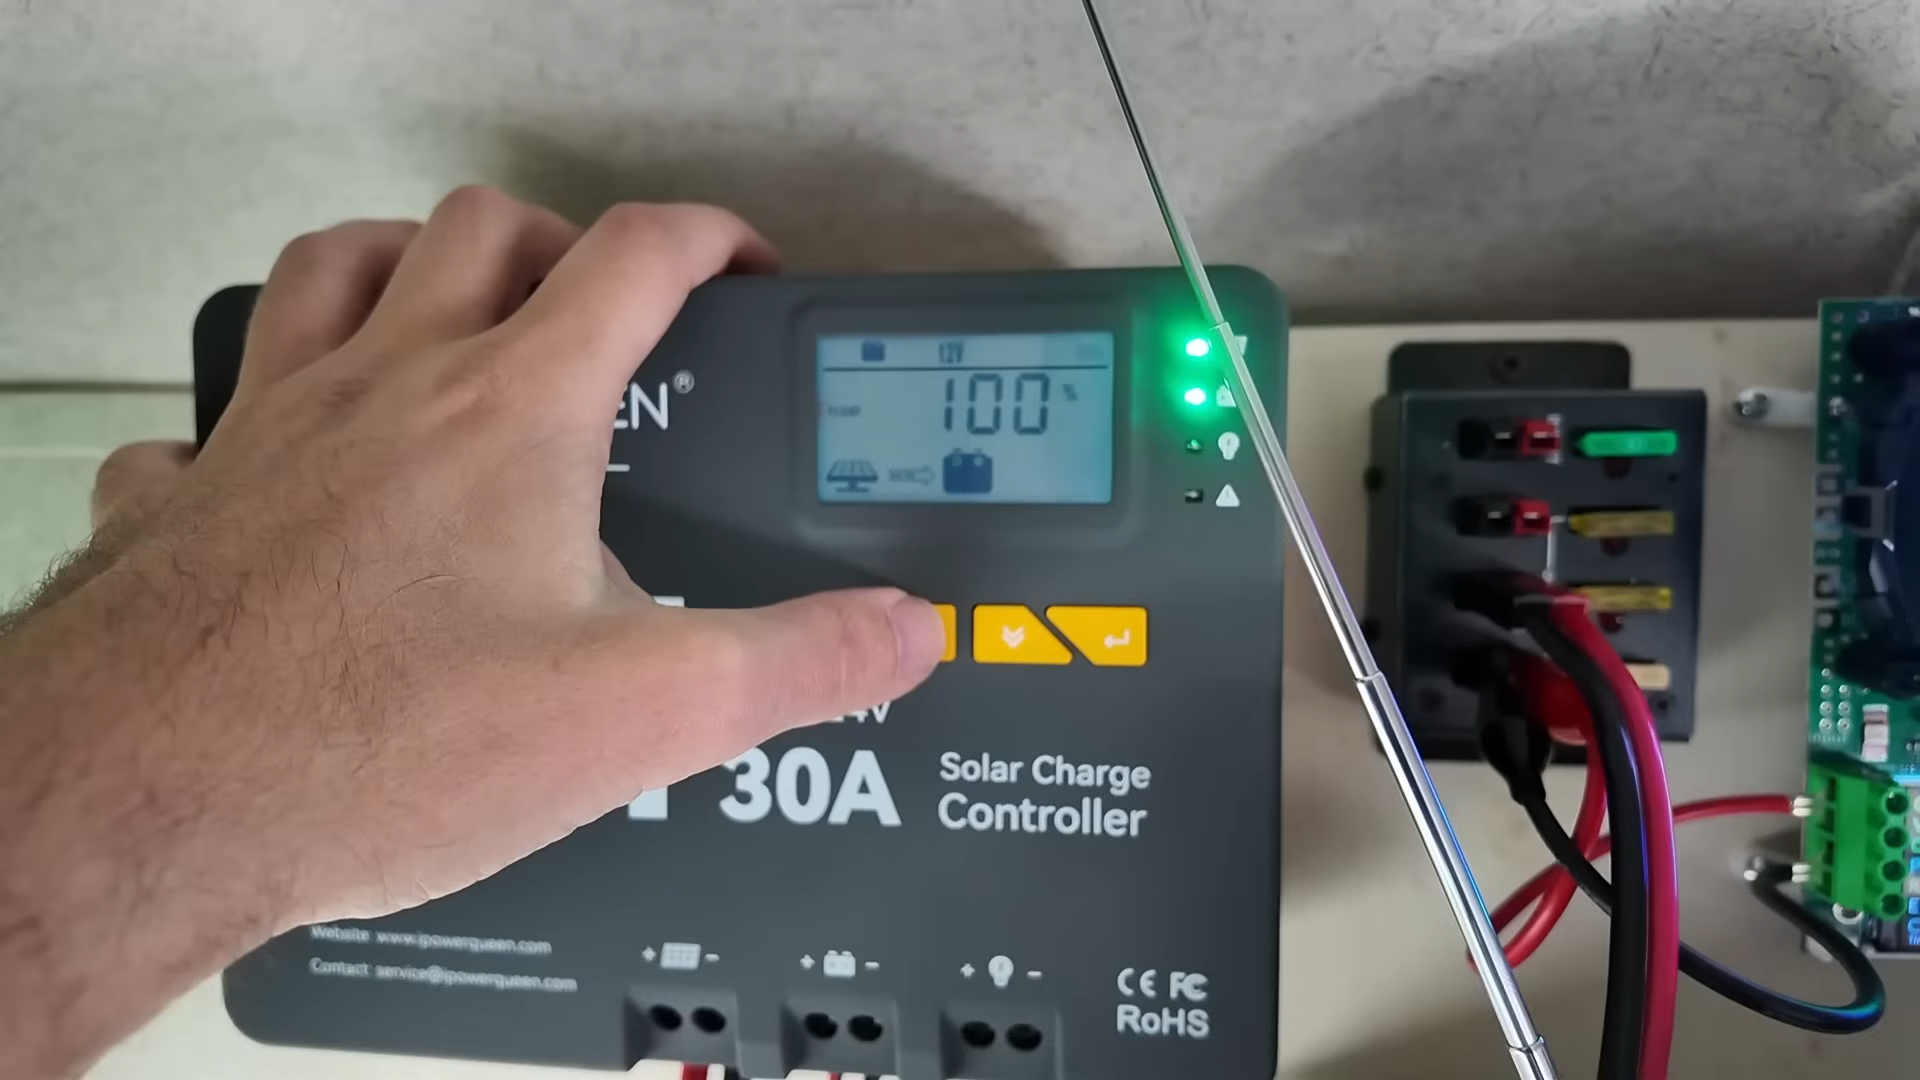 EN®
12V
FLOAT
100 %
24V
30A
Solar Charge
Controller
Website: www.ipowerqueen.com
Contact: service@ipowerqueen.com
+ -
+ -
+ -
CE FC
RoHS